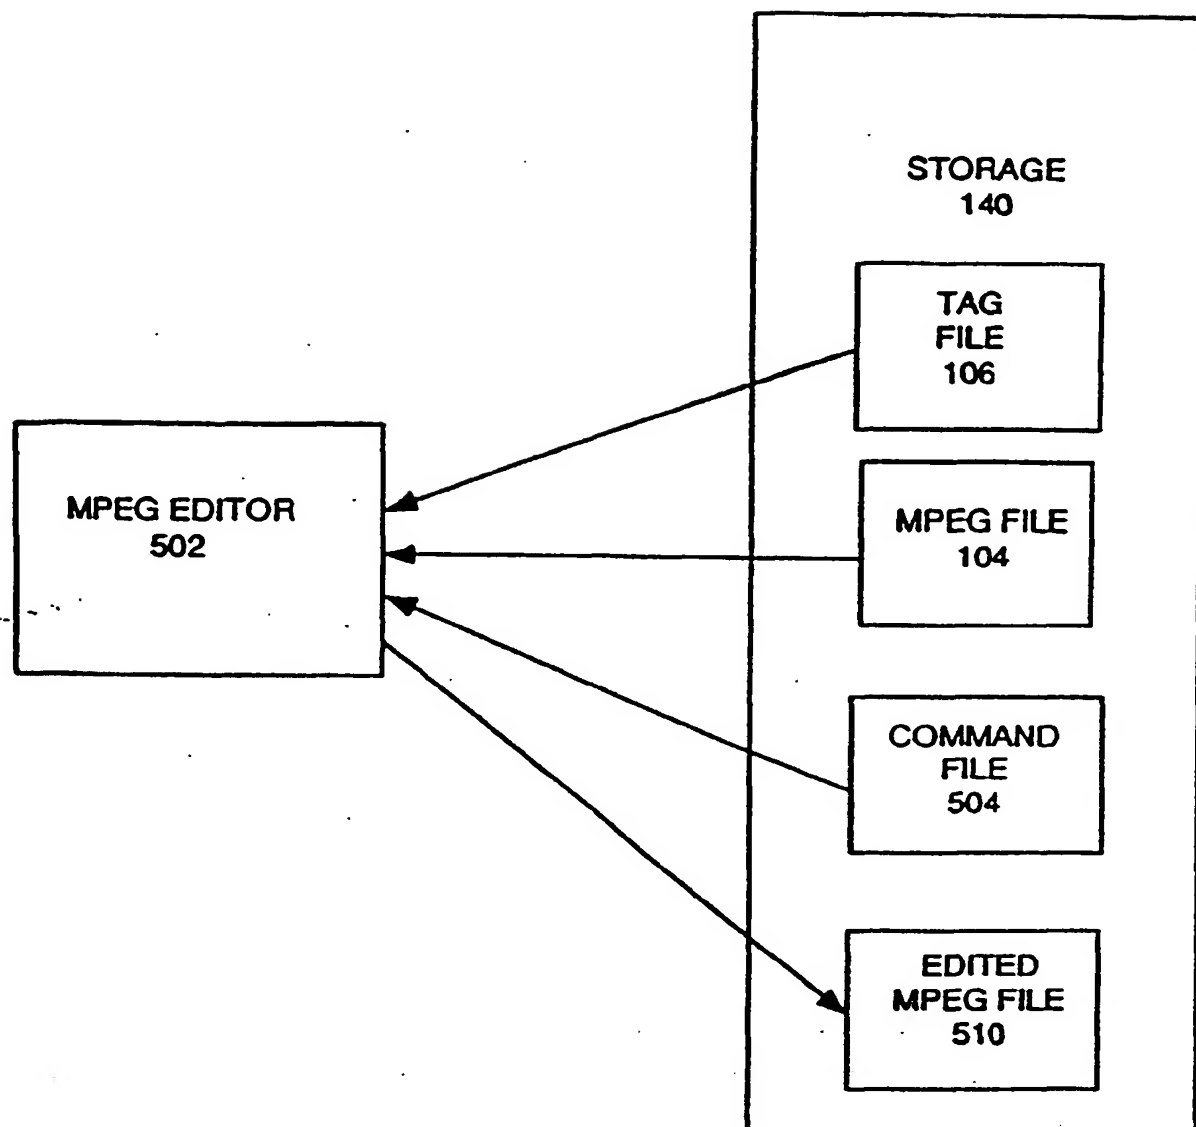 STORAGE
140
TAG
FILE
106
MPEG EDITOR
502
MPEG FILE
104
COMMAND
FILE
504
EDITED
MPEG FILE
510